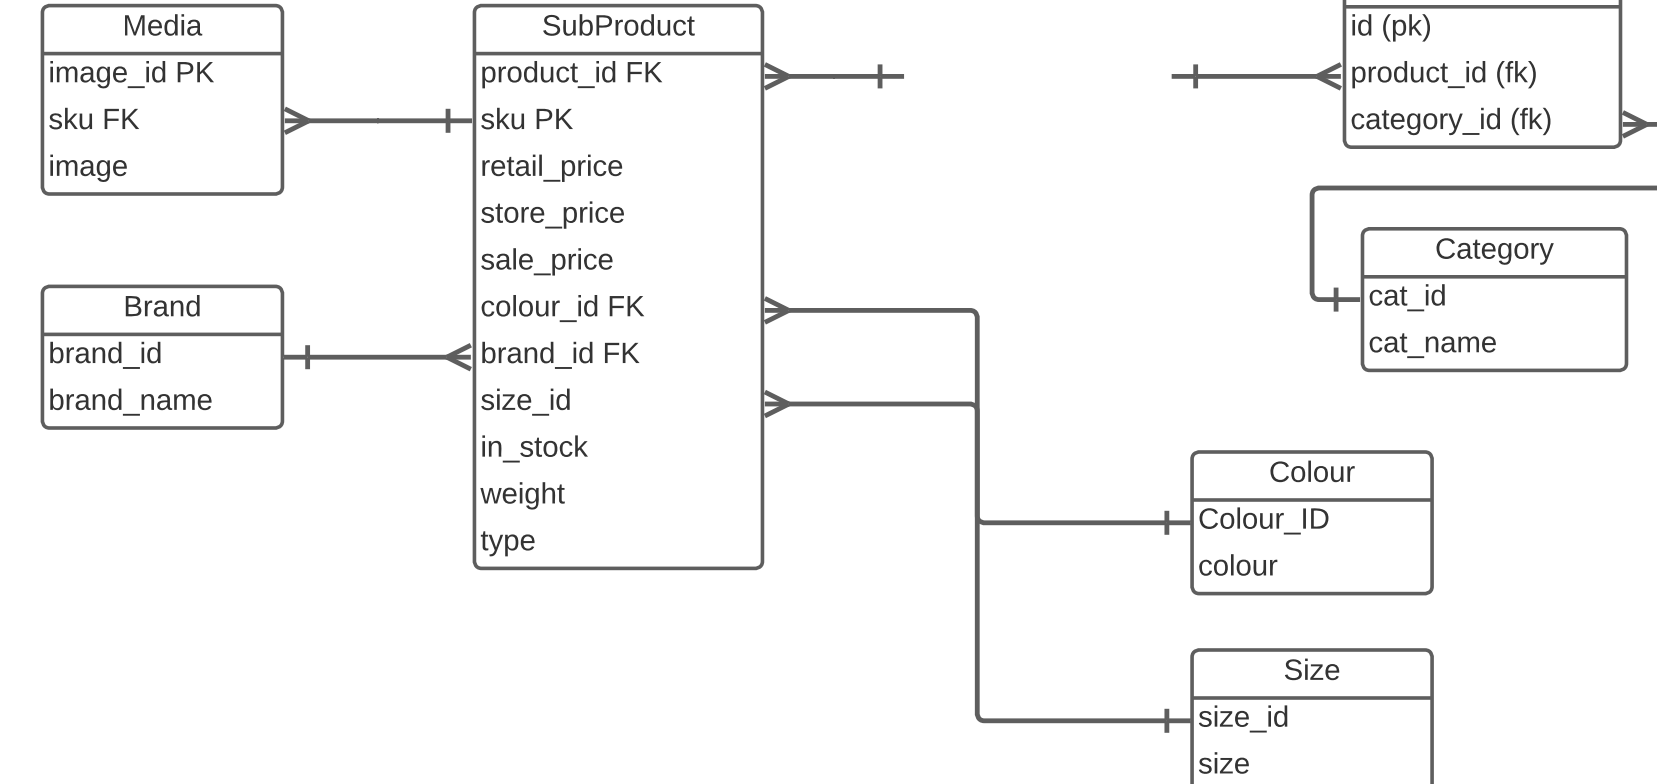 Media
image_id PK
sku FK
image
SubProduct
product_id FK
sku PK
retail_price
store_price
sale_price
colour_id FK
brand_id FK
size_id
in_stock
weight
type
id (pk)
product_id (fk)
category_id (fk)
Brand
brand_id
brand_name
Category
cat_id
cat_name
Colour
Colour_ID
colour
Size
size_id
size